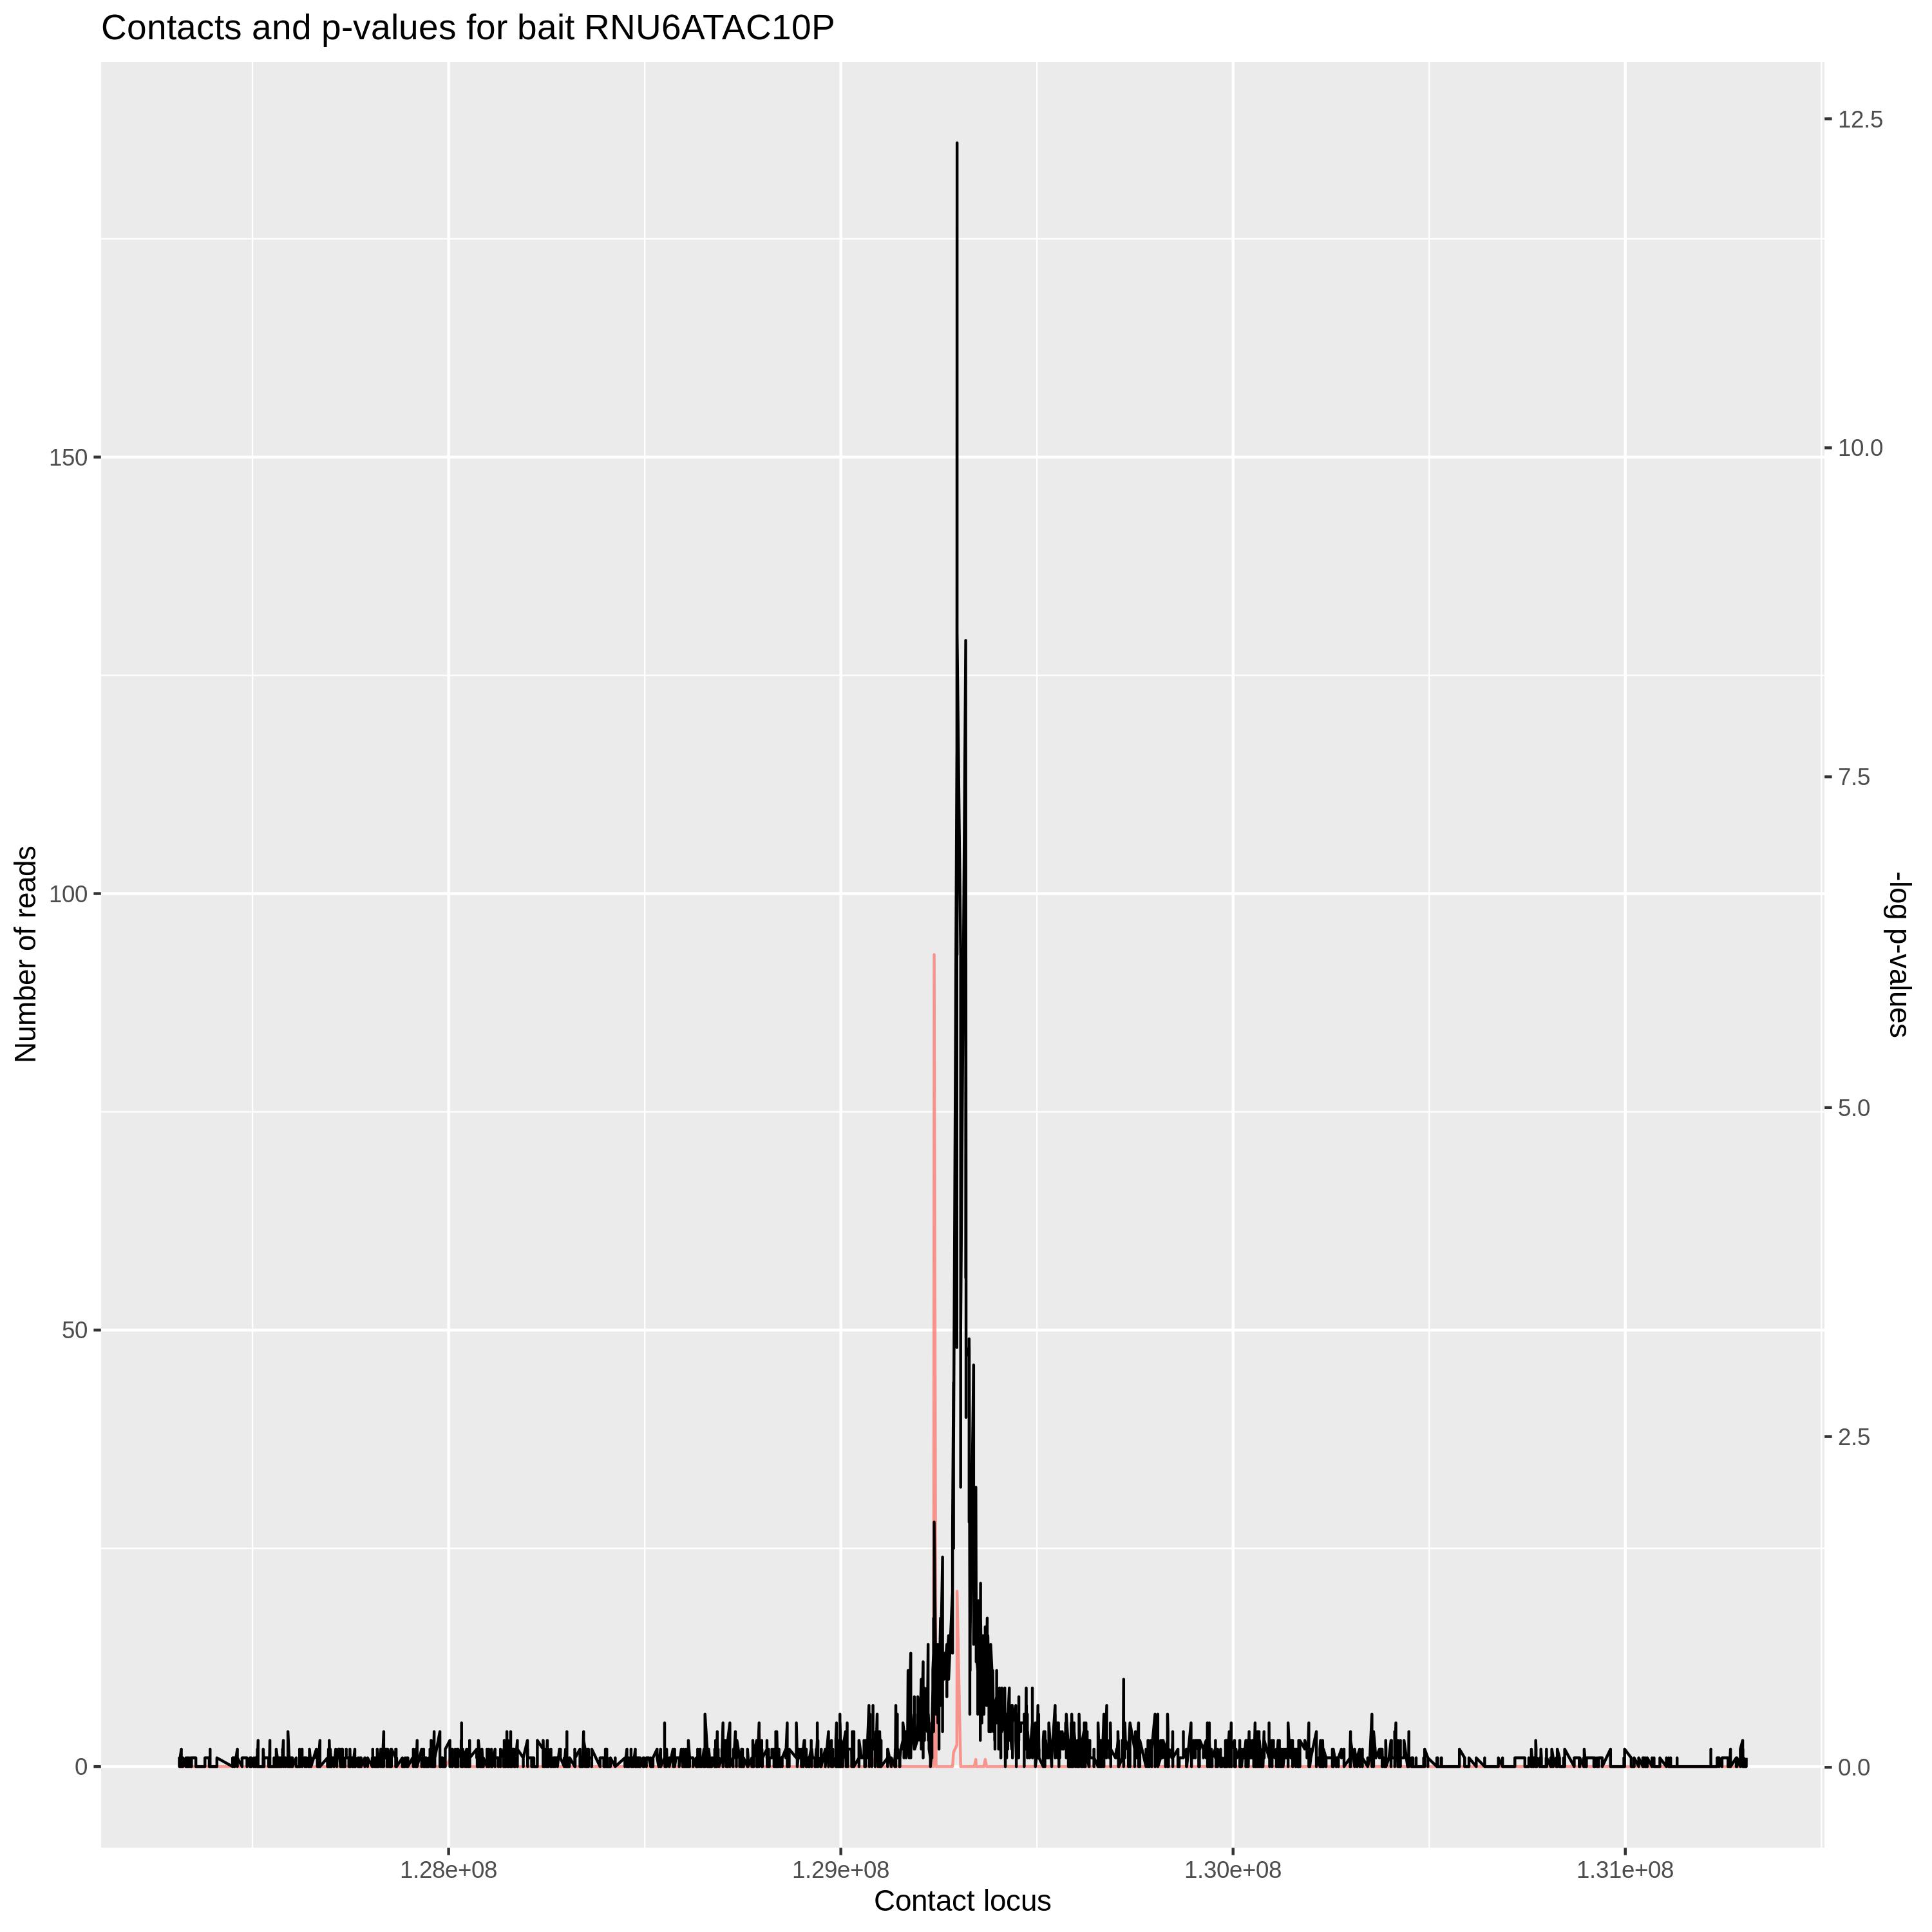 Contacts and p-values for bait RNU6ATAC10P
12.5
10.0
7.5
5.0
2.5
0.0
150
100
50
0
Number of reads
-log p-values
1.28e+08
1.29e+08
1.30e+08
1.31e+08
Contact locus